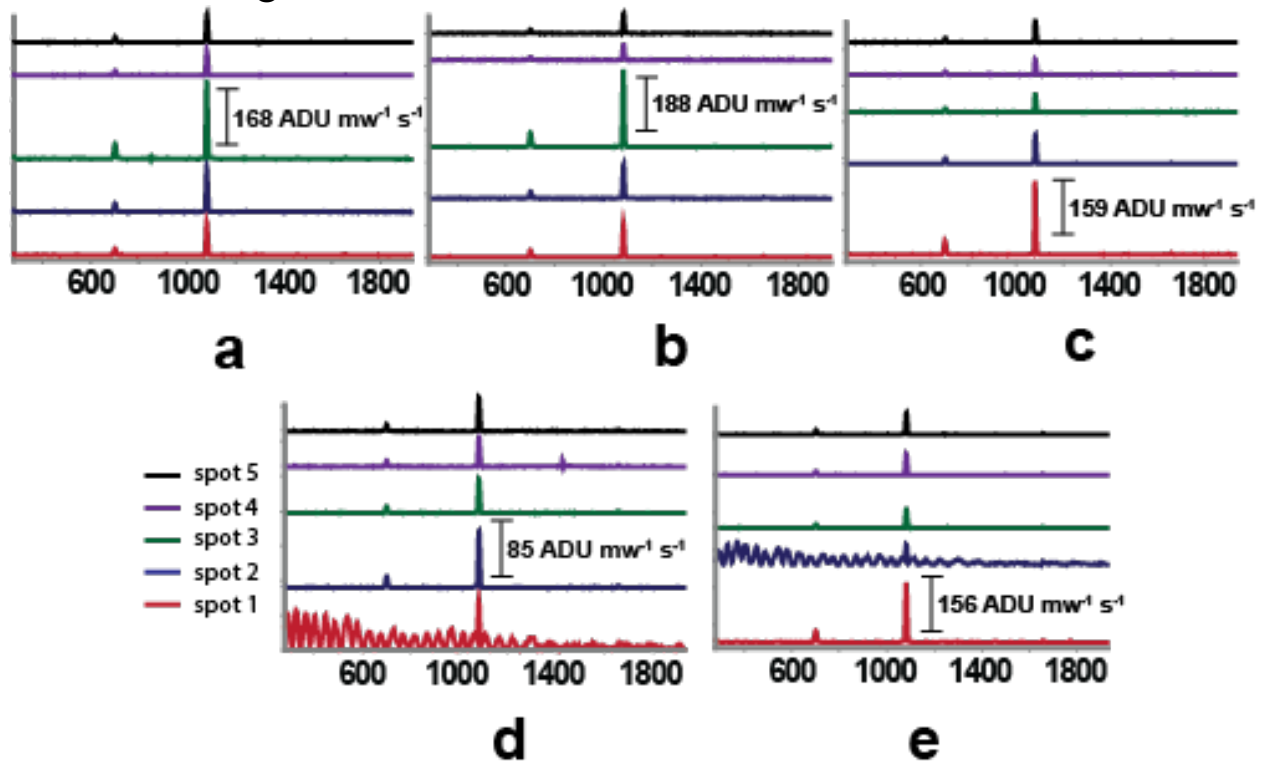 168 ADU mw⁻¹ s⁻¹
600 1000 1400 1800
a
188 ADU mw⁻¹ s⁻¹
600 1000 1400 1800
b
159 ADU mw⁻¹ s⁻¹
600 1000 1400 1800
c
spot 5
spot 4
spot 3
spot 2
spot 1
85 ADU mw⁻¹ s⁻¹
600 1000 1400 1800
d
156 ADU mw⁻¹ s⁻¹
600 1000 1400 1800
e